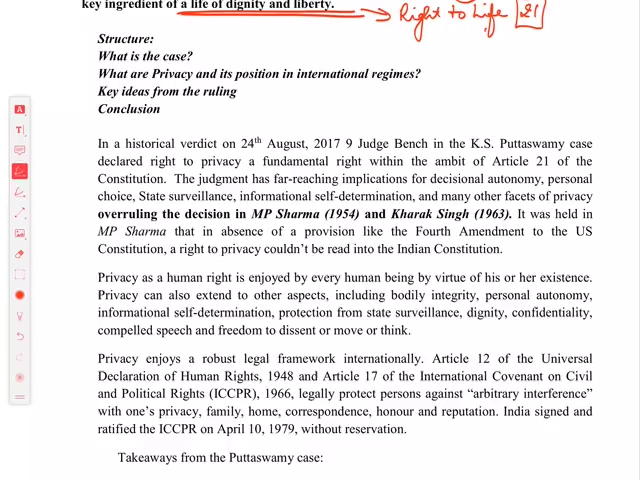 key ingredient of a life of dignity and liberty. → Right to Life 21
Structure:
What is the case?
What are Privacy and its position in international regimes?
Key ideas from the ruling
Conclusion
In a historical verdict on 24th August, 2017 9 Judge Bench in the K.S. Puttaswamy case
declared right to privacy a fundamental right within the ambit of Article 21 of the
Constitution. The judgment has far-reaching implications for decisional autonomy, personal
choice, State surveillance, informational self-determination, and many other facets of privacy
overruling the decision in MP Sharma (1954) and Kharak Singh (1963). It was held in
MP Sharma that in absence of a provision like the Fourth Amendment to the US
Constitution, a right to privacy couldn't be read into the Indian Constitution.
Privacy as a human right is enjoyed by every human being by virtue of his or her existence.
Privacy can also extend to other aspects, including bodily integrity, personal autonomy,
informational self-determination, protection from state surveillance, dignity, confidentiality,
compelled speech and freedom to dissent or move or think.
Privacy enjoys a robust legal framework internationally. Article 12 of the Universal
Declaration of Human Rights, 1948 and Article 17 of the International Covenant on Civil
and Political Rights (ICCPR), 1966, legally protect persons against “arbitrary interference”
with one's privacy, family, home, correspondence, honour and reputation. India signed and
ratified the ICCPR on April 10, 1979, without reservation.
Takeaways from the Puttaswamy case: